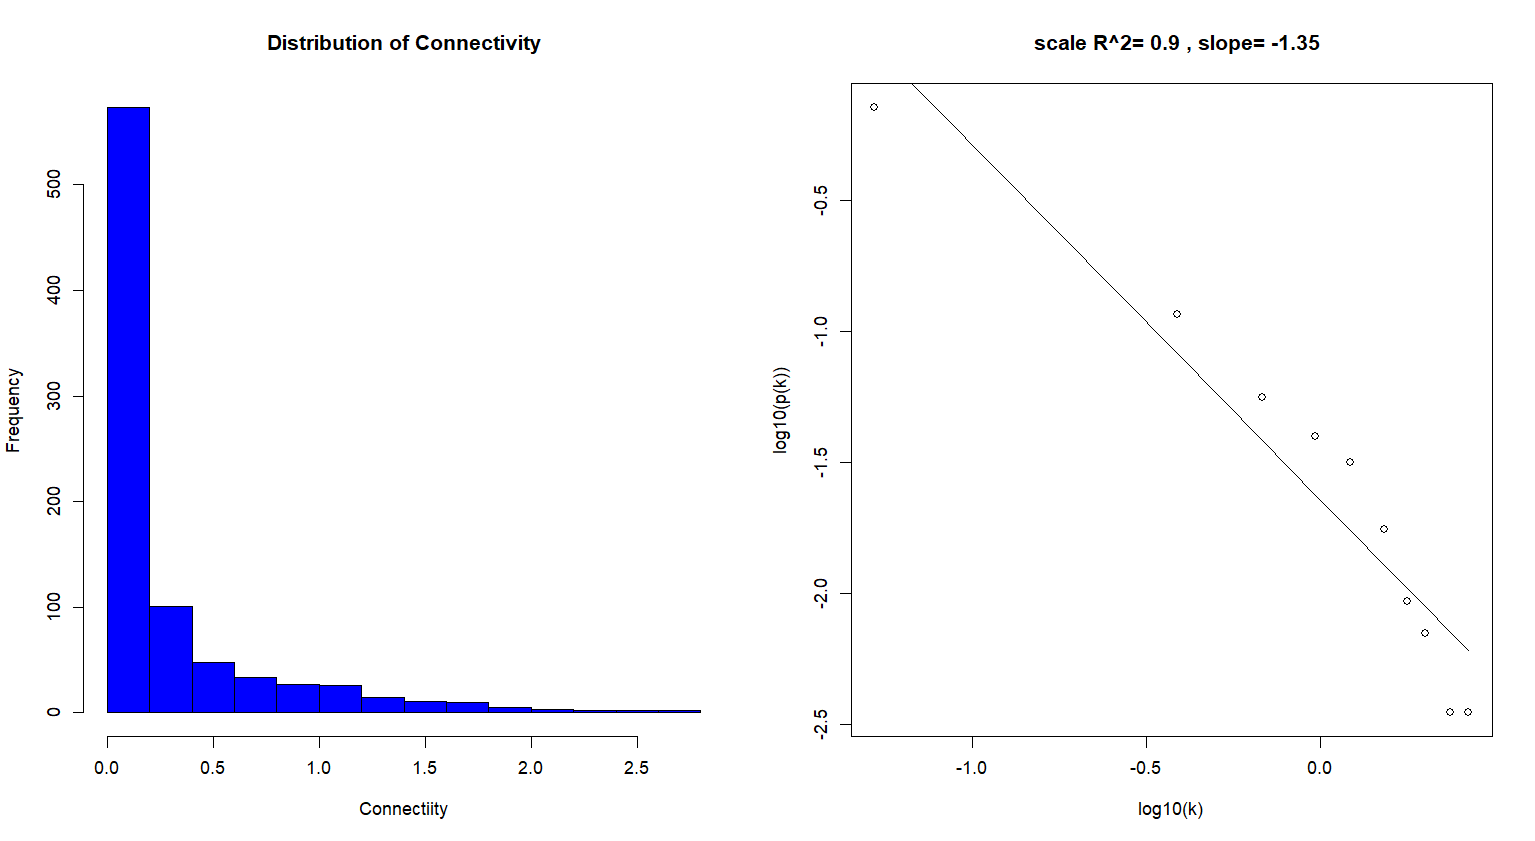 Distribution of Connectivity
Frequency
0
100
200
300
400
500
0.0 0.5 1.0 1.5 2.0 2.5
Connectiity
scale R^2= 0.9 , slope= -1.35
log10(p(k))
-0.5
-1.0
-1.5
-2.0
-2.5
-1.0 -0.5 0.0
log10(k)